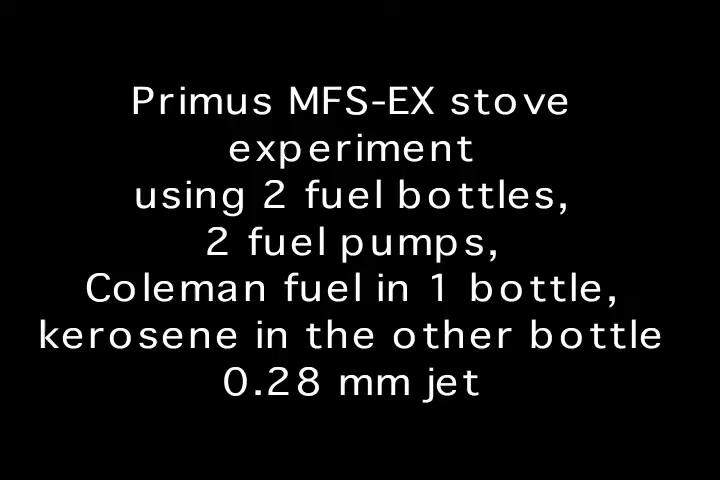 Primus MFS-EX stove
experiment
using 2 fuel bottles,
2 fuel pumps,
Coleman fuel in 1 bottle,
kerosene in the other bottle
0.28 mm jet